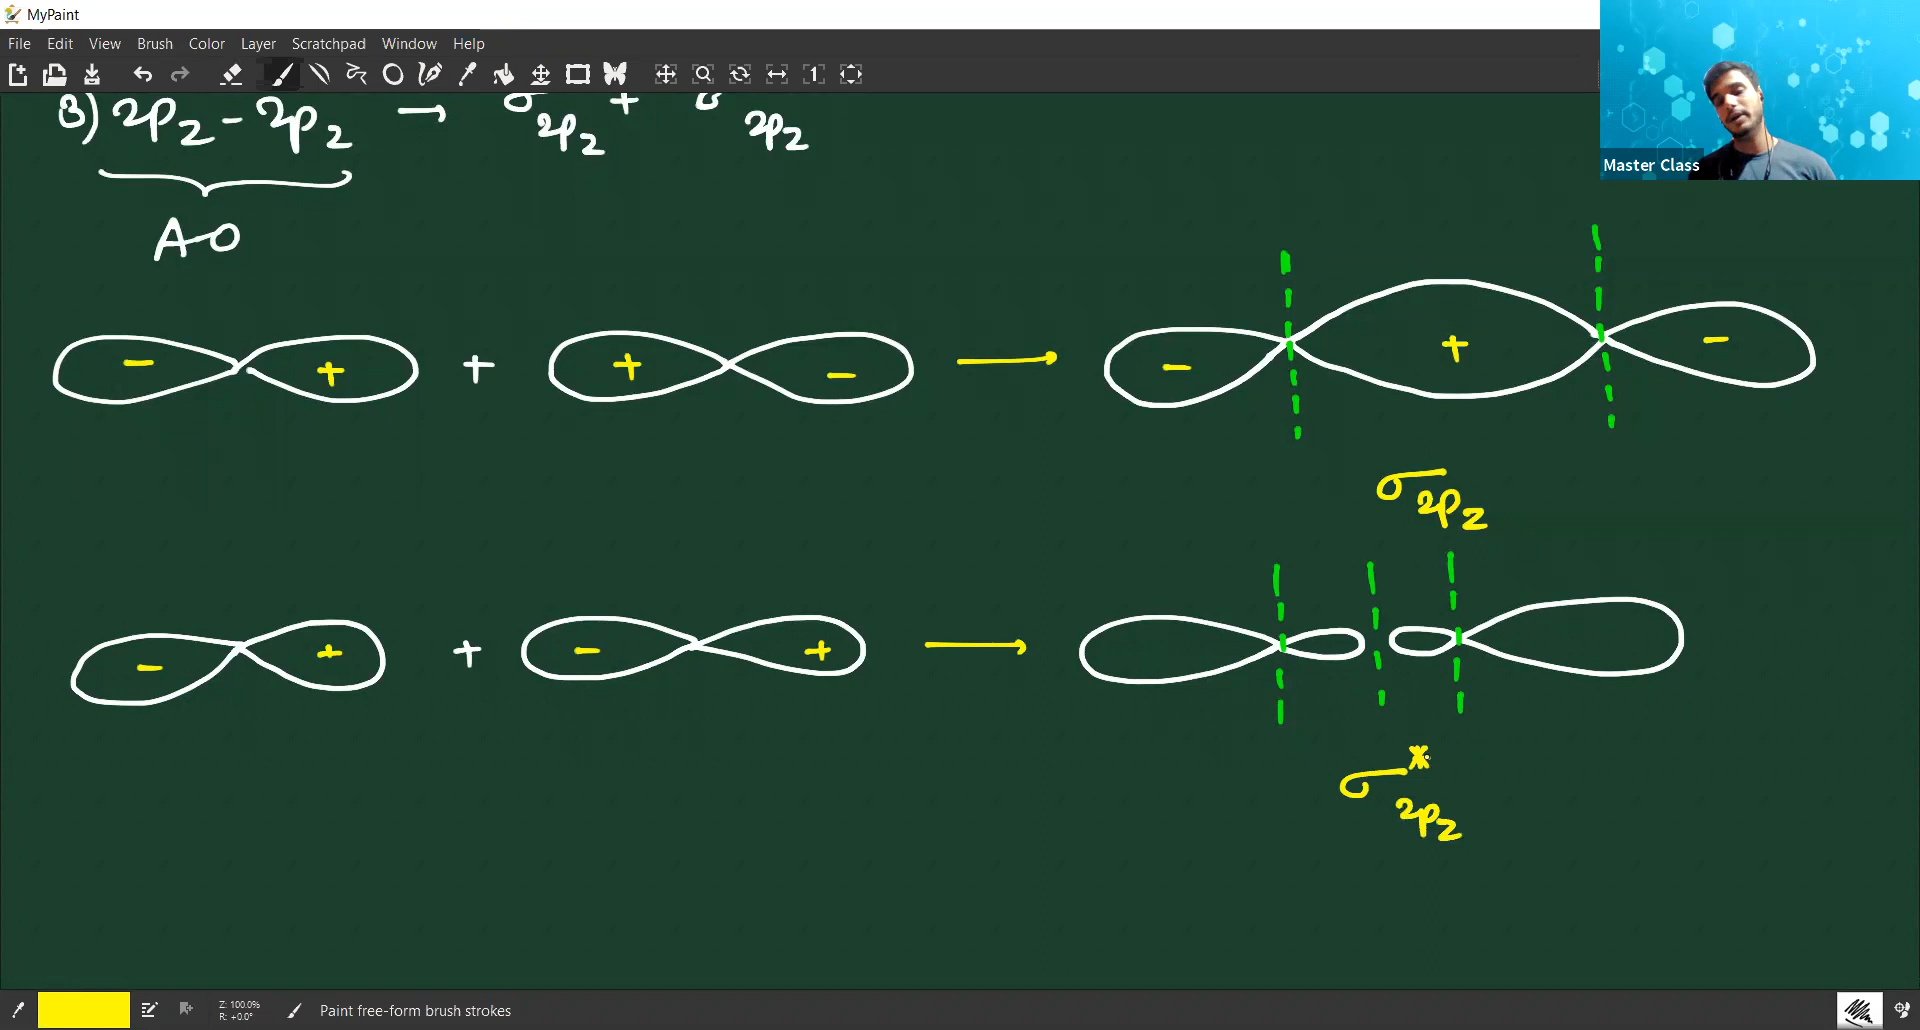 MyPaint
File Edit View Brush Color Layer Scratchpad Window Help
Master Class
B) 2pz - 2pz → σ2pz + σ2pz
AO
- + + + - → - + -
σ2pz
- + + - + →
σ*2pz
Z: 100.0%
R: +0.0°
Paint free-form brush strokes